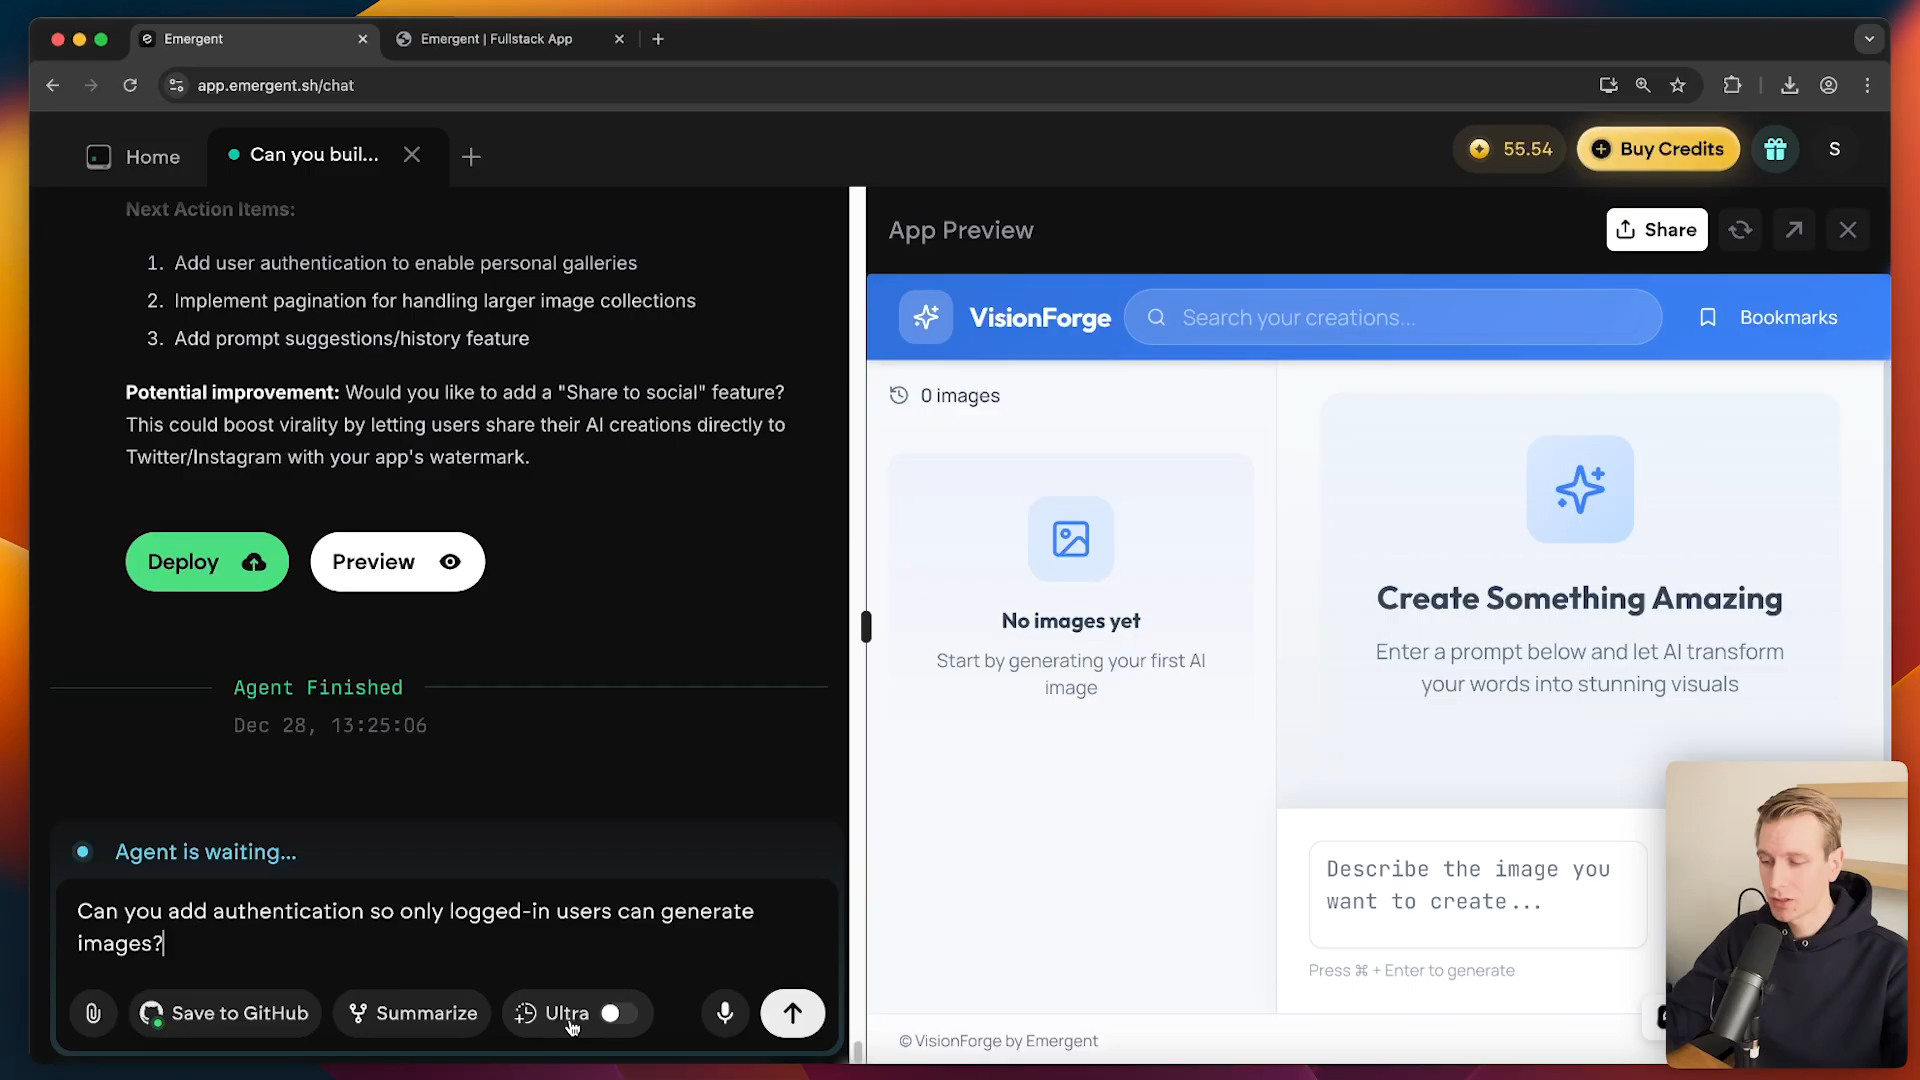 Emergent
Emergent | Fullstack App
app.emergent.sh/chat
Home
Can you buil...
55.54
Buy Credits
S
Next Action Items:
1. Add user authentication to enable personal galleries
2. Implement pagination for handling larger image collections
3. Add prompt suggestions/history feature
Potential improvement: Would you like to add a "Share to social" feature?
This could boost virality by letting users share their AI creations directly to
Twitter/Instagram with your app's watermark.
Deploy
Preview
Agent Finished
Dec 28, 13:25:06
Agent is waiting...
Can you add authentication so only logged-in users can generate
images?
Save to GitHub
Summarize
Ultra
App Preview
Share
VisionForge
Search your creations...
Bookmarks
0 images
No images yet
Start by generating your first AI
image
Create Something Amazing
Enter a prompt below and let AI transform
your words into stunning visuals
Describe the image you
want to create...
Press ⌘ + Enter to generate
© VisionForge by Emergent